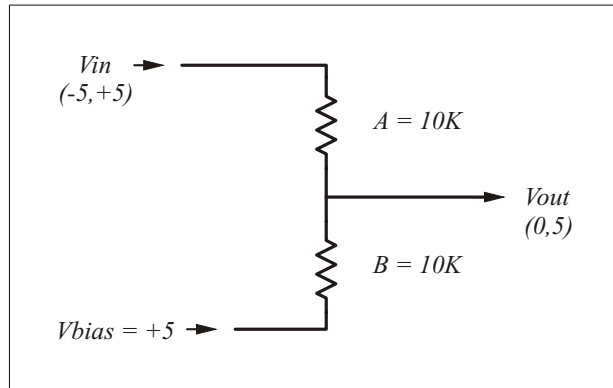 Vin
(-5,+5)
A = 10K
Vout
(0,5)
B = 10K
Vbias = +5